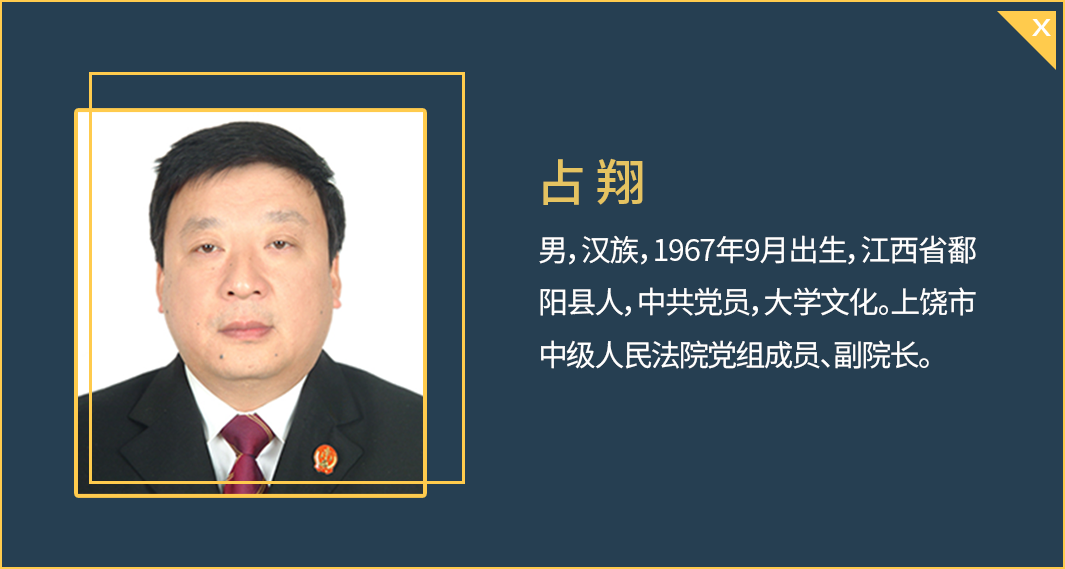 X
占翔
男，汉族，1967年9月出生，江西省鄱
阳县人，中共党员，大学文化。上饶市
中级人民法院党组成员、副院长。